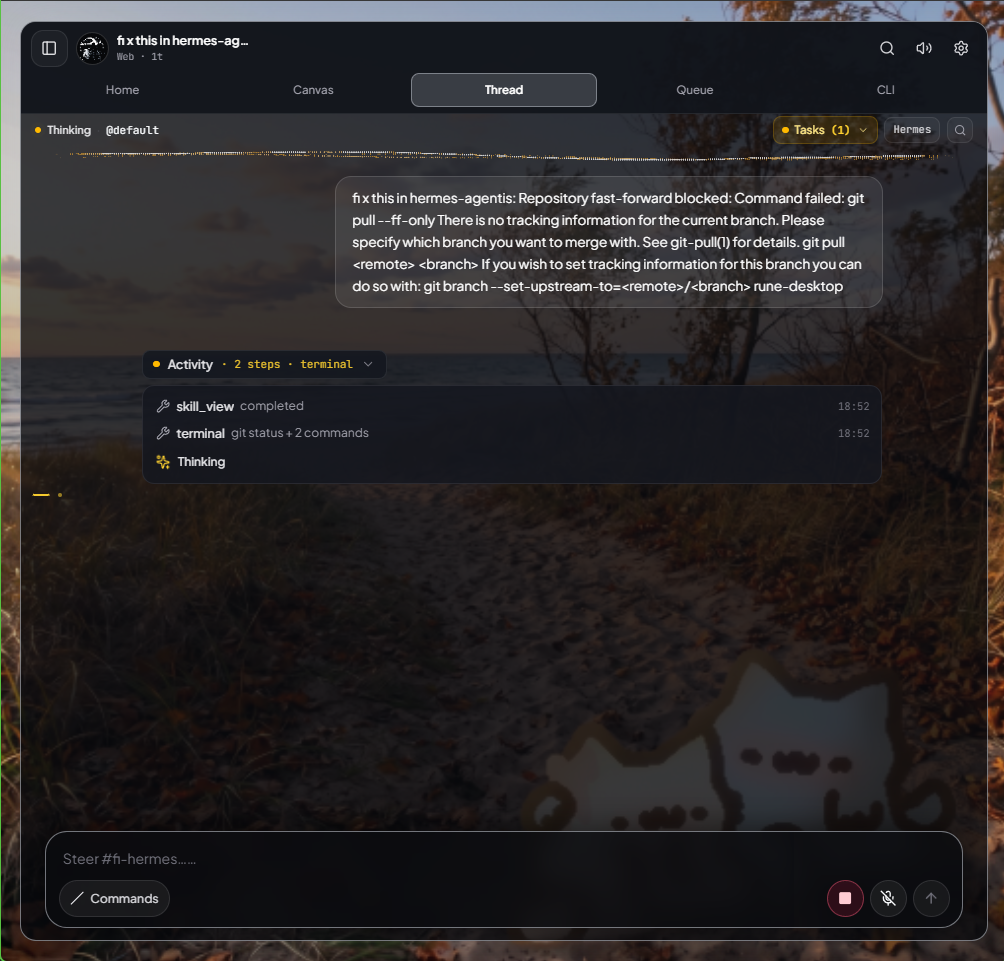 fix this in hermes-ag...
Web · 1t
Home Canvas Thread Queue CLI
Thinking @default Tasks (1) Hermes
fix this in hermes-agentis: Repository fast-forward blocked: Command failed: git
pull --ff-only There is no tracking information for the current branch. Please
specify which branch you want to merge with. See git-pull(1) for details. git pull
<remote> <branch> If you wish to set tracking information for this branch you can
do so with: git branch --set-upstream-to=<remote>/<branch> rune-desktop
Activity · 2 steps · terminal
skill_view completed 18:52
terminal git status + 2 commands 18:52
Thinking
Steer #fi-hermes......
Commands